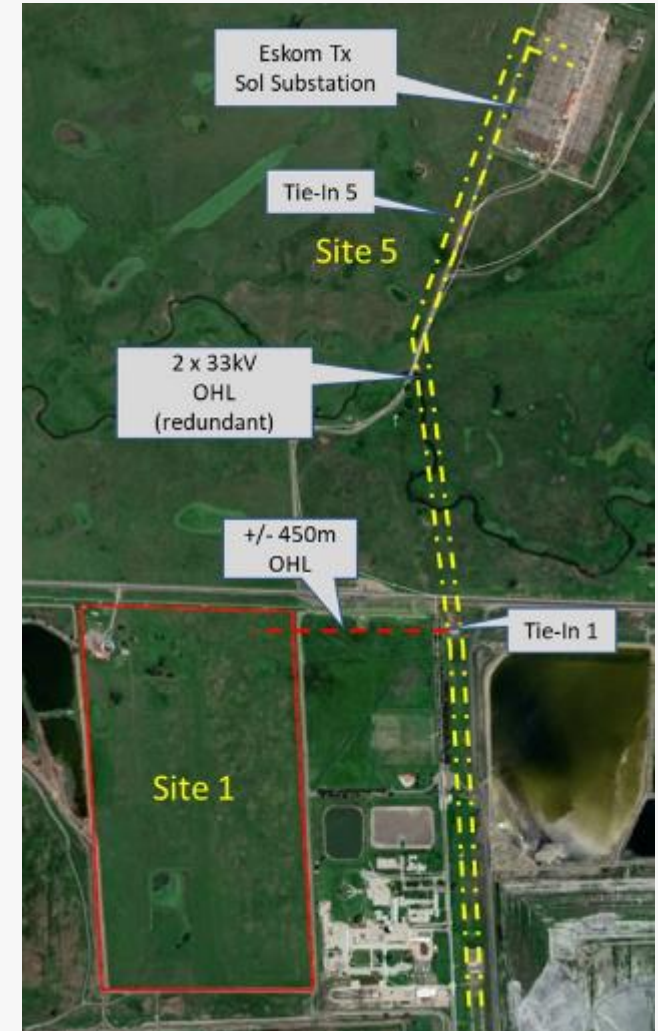 Eskom Tx
Sol Substation
Tie-In 5
Site 5
2 x 33kV
OHL
(redundant)
+/- 450m
OHL
Tie-In 1
Site 1